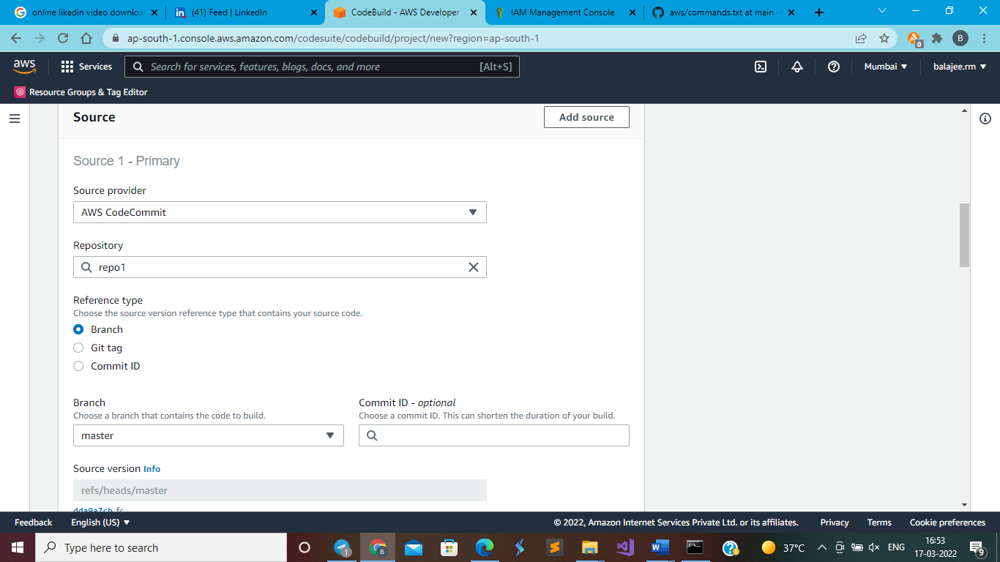 online likedin video downloa
(41) Feed | LinkedIn
CodeBuild - AWS Developer
IAM Management Console
aws/commands.txt at main
ap-south-1.console.aws.amazon.com/codesuite/codebuild/project/new?region=ap-south-1
0
B
aws
Services
Search for services, features, blogs, docs, and more
[Alt+S]
Mumbai
balajee.rm
Resource Groups & Tag Editor
Source
Add source
Source 1 - Primary
Source provider
AWS CodeCommit
Repository
repo1
Reference type
Choose the source version reference type that contains your source code.
Branch
Git tag
Commit ID
Branch
Choose a branch that contains the code to build.
master
Commit ID - optional
Choose a commit ID. This can shorten the duration of your build.
Source version Info
refs/heads/master
Feedback
English (US)
© 2022, Amazon Internet Services Private Ltd. or its affiliates.
Privacy
Terms
Cookie preferences
Type here to search
1
37°C
ENG
16:53
17-03-2022
9